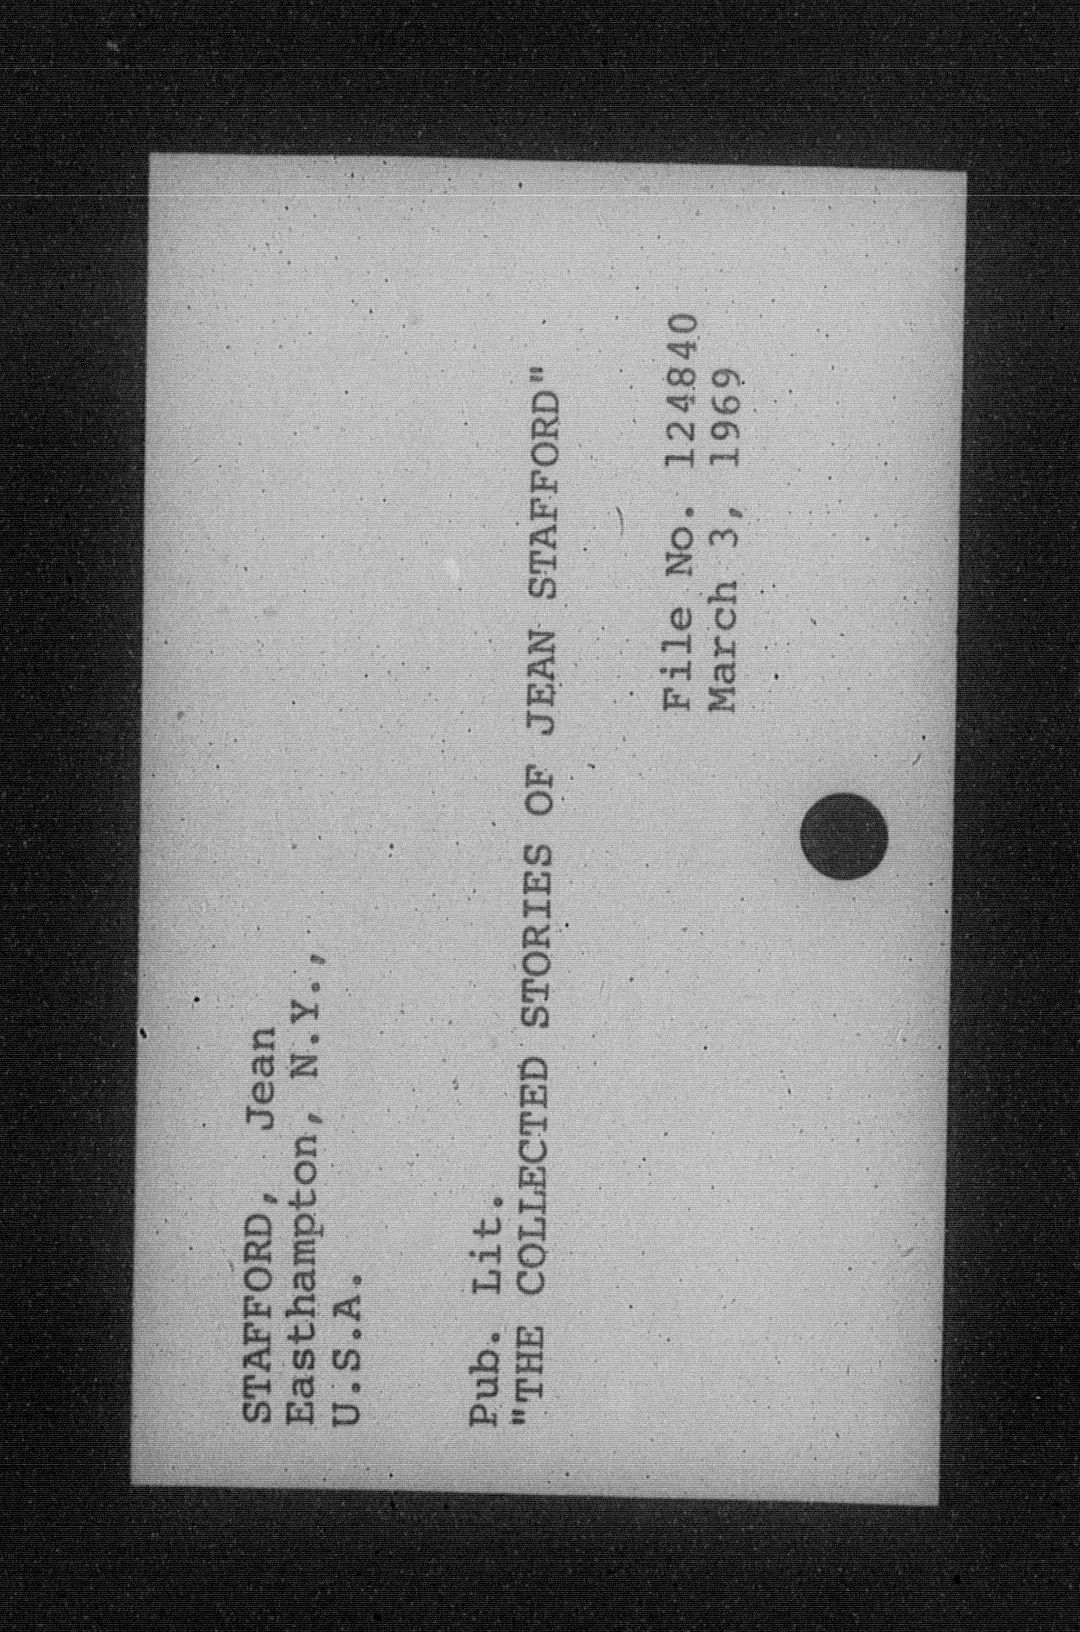 STAFFORD, Jean
Easthampton, N.Y.,
U.S.A.
Pub. Lit.
"THE COLLECTED STORIES OF JEAN STAFFORD"
File No. 124840
March 3, 1969